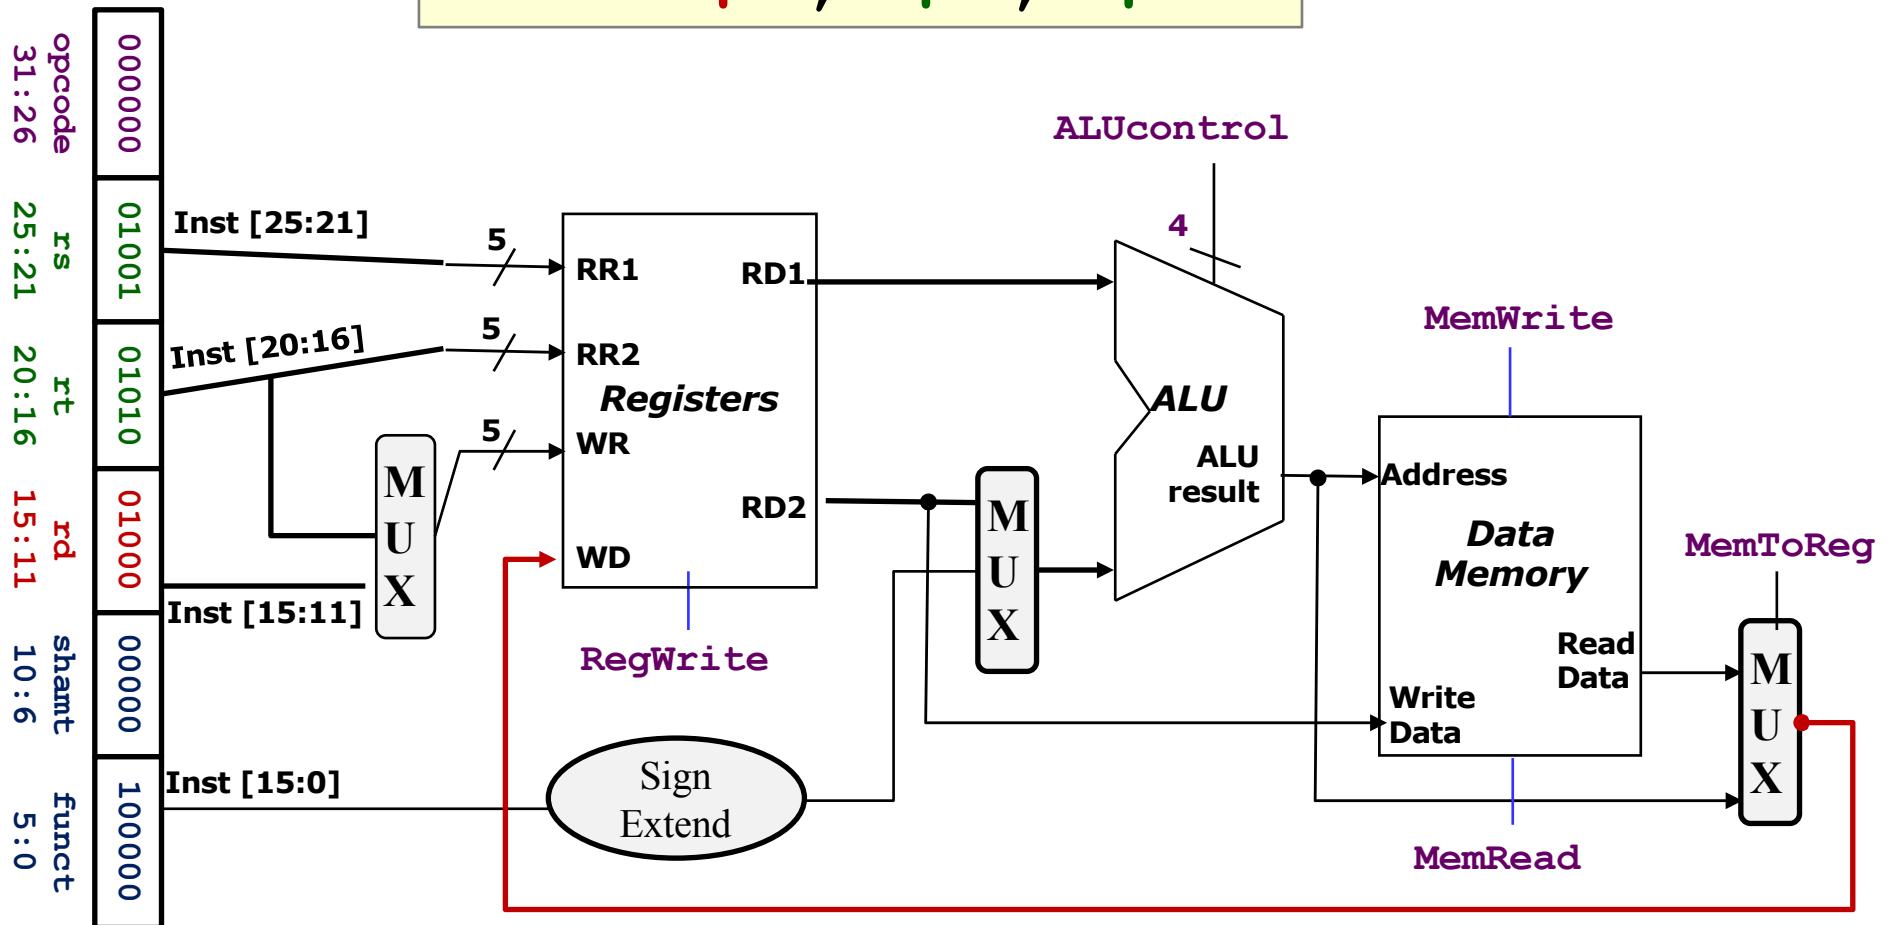 opcode
31:26
000000
rs
25:21
01001
rt
20:16
01010
rd
15:11
01000
shamt
10:6
00000
funct
5:0
100000
Inst [25:21]
Inst [20:16]
Inst [15:11]
Inst [15:0]
5
5
5
M
U
X
RR1
RR2
WR
WD
Registers
RD1
RD2
RegWrite
Sign
Extend
M
U
X
ALUcontrol
4
ALU
ALU
result
MemWrite
Address
Data
Memory
Read
Data
Write
Data
MemRead
MemToReg
M
U
X